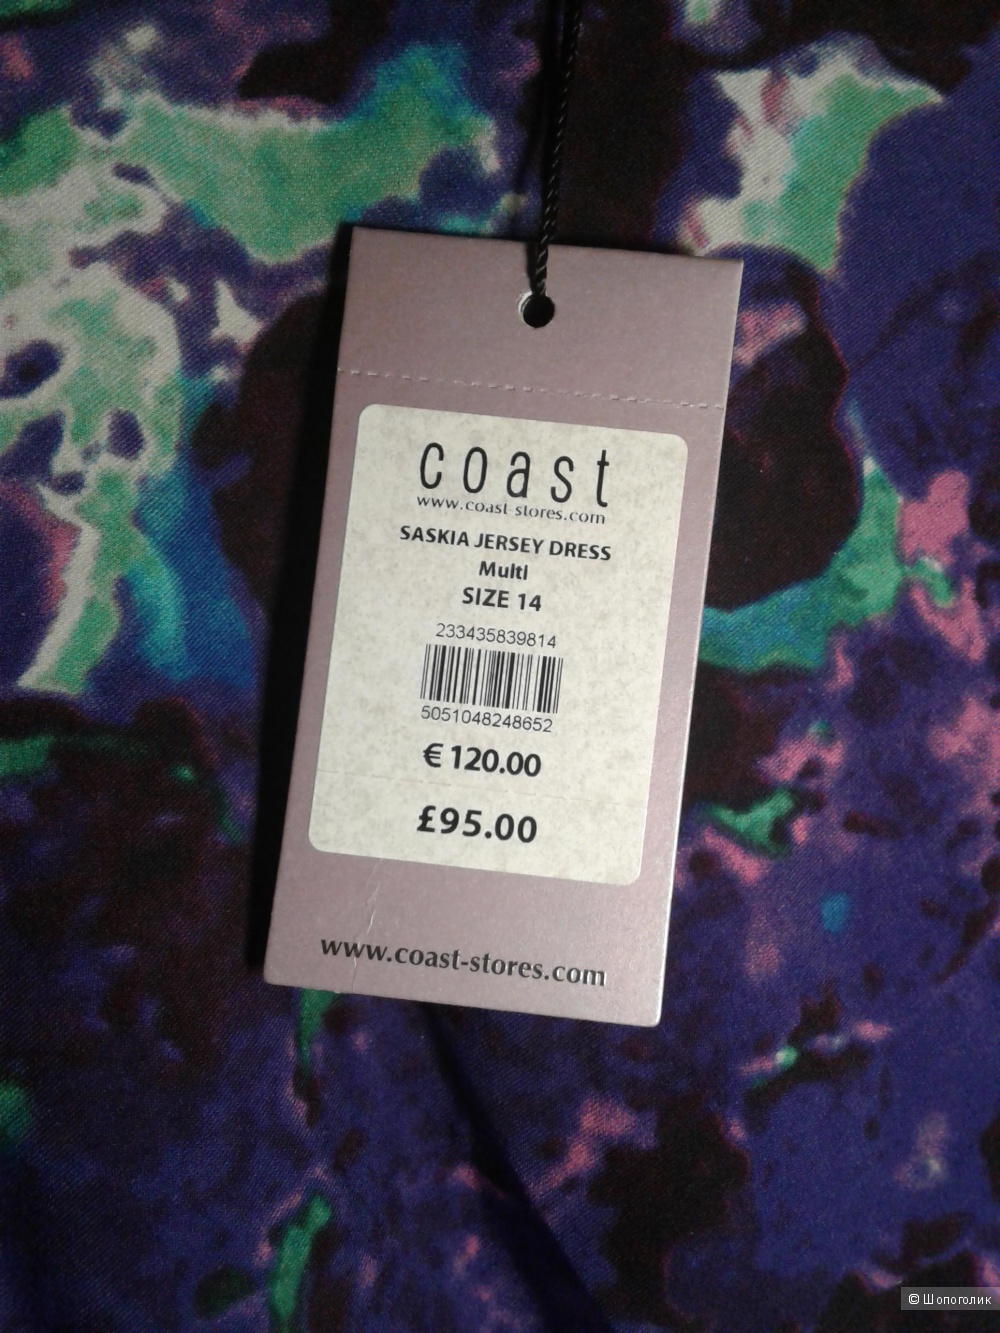 coast
www.coast-stores.com
SASKIA JERSEY DRESS
Multi
SIZE 14
233435839814
5051048248652
€ 120.00
£95.00
www.coast-stores.com
© Шопоголик